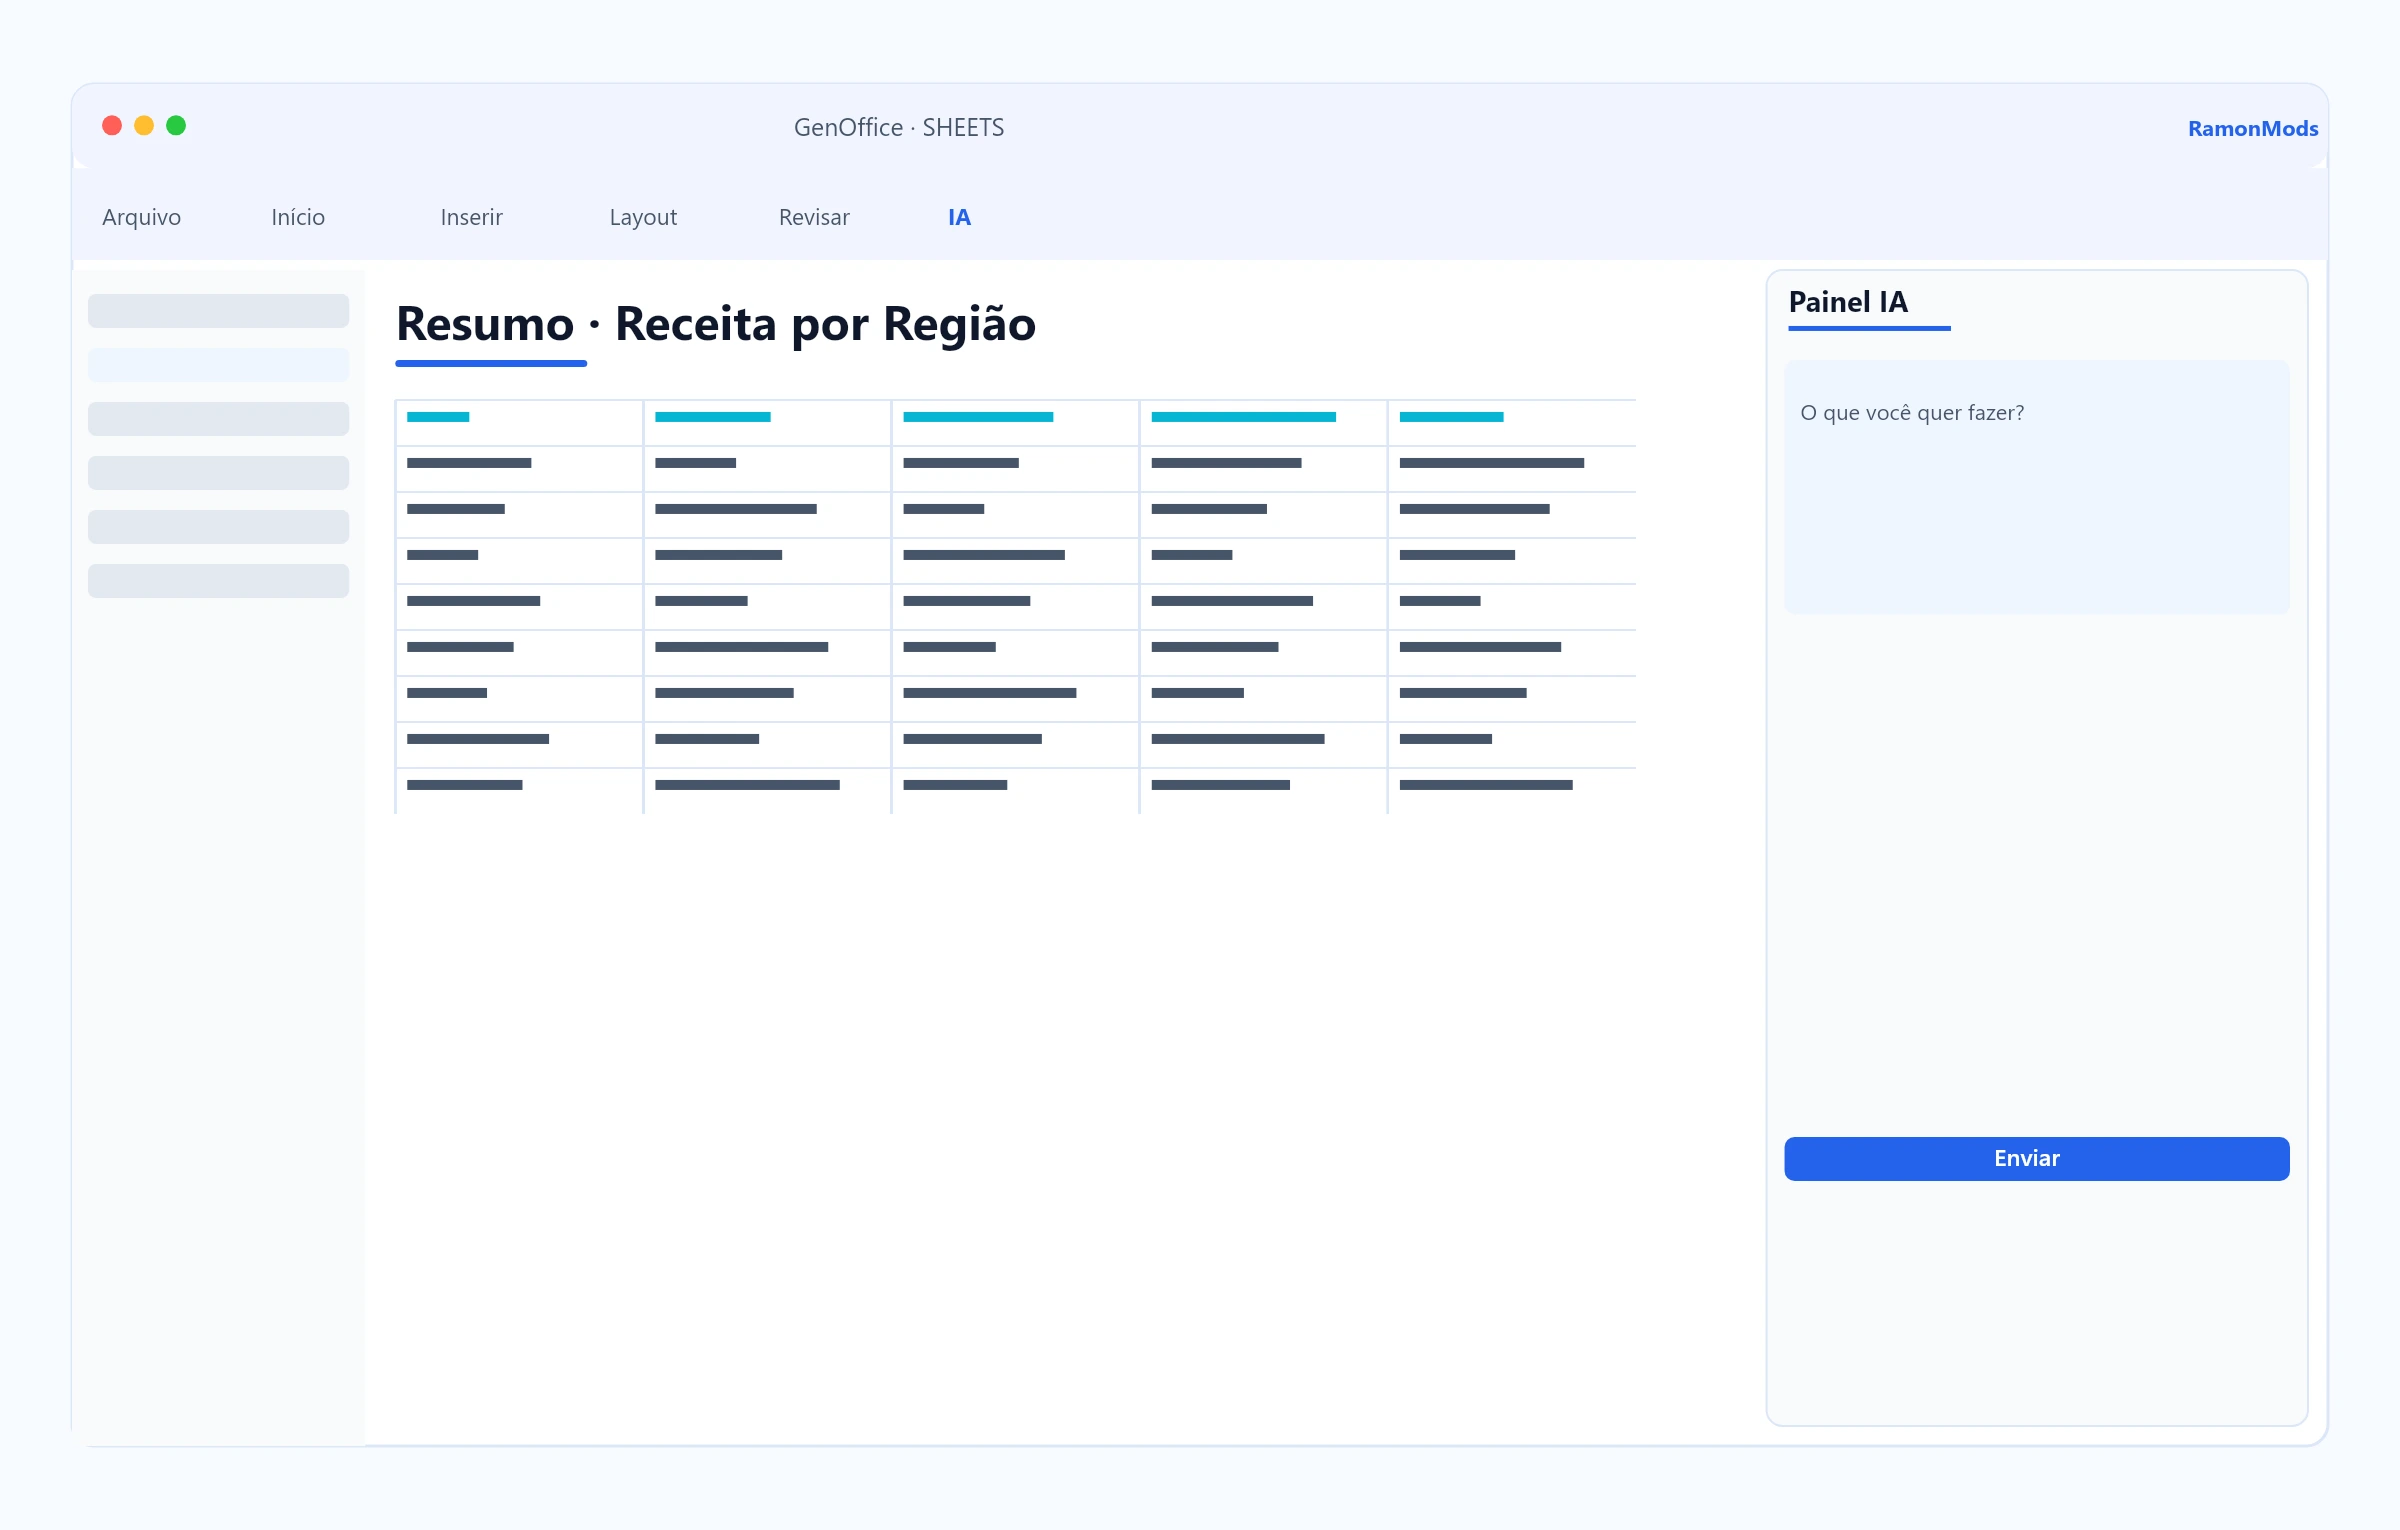 GenOffice · SHEETS
RamonMods
Arquivo
Início
Inserir
Layout
Revisar
IA
Resumo · Receita por Região
Painel IA
O que você quer fazer?
Enviar